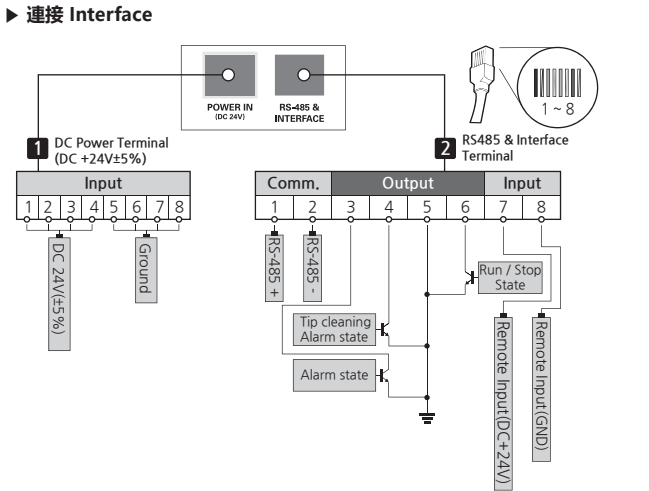 ▶ 連接 Interface
POWER IN
(DC 24V)
RS-485 &
INTERFACE
1 ~ 8
1
DC Power Terminal
(DC +24V±5%)
2
RS485 & Interface
Terminal
Input
1 2 3 4 5 6 7 8
DC 24V(±5%)
Ground
Comm. Output Input
1 2 3 4 5 6 7 8
RS-485 +
RS-485 -
Run / Stop
State
Tip cleaning
Alarm state
Alarm state
Remote Input(DC+24V)
Remote Input(GND)